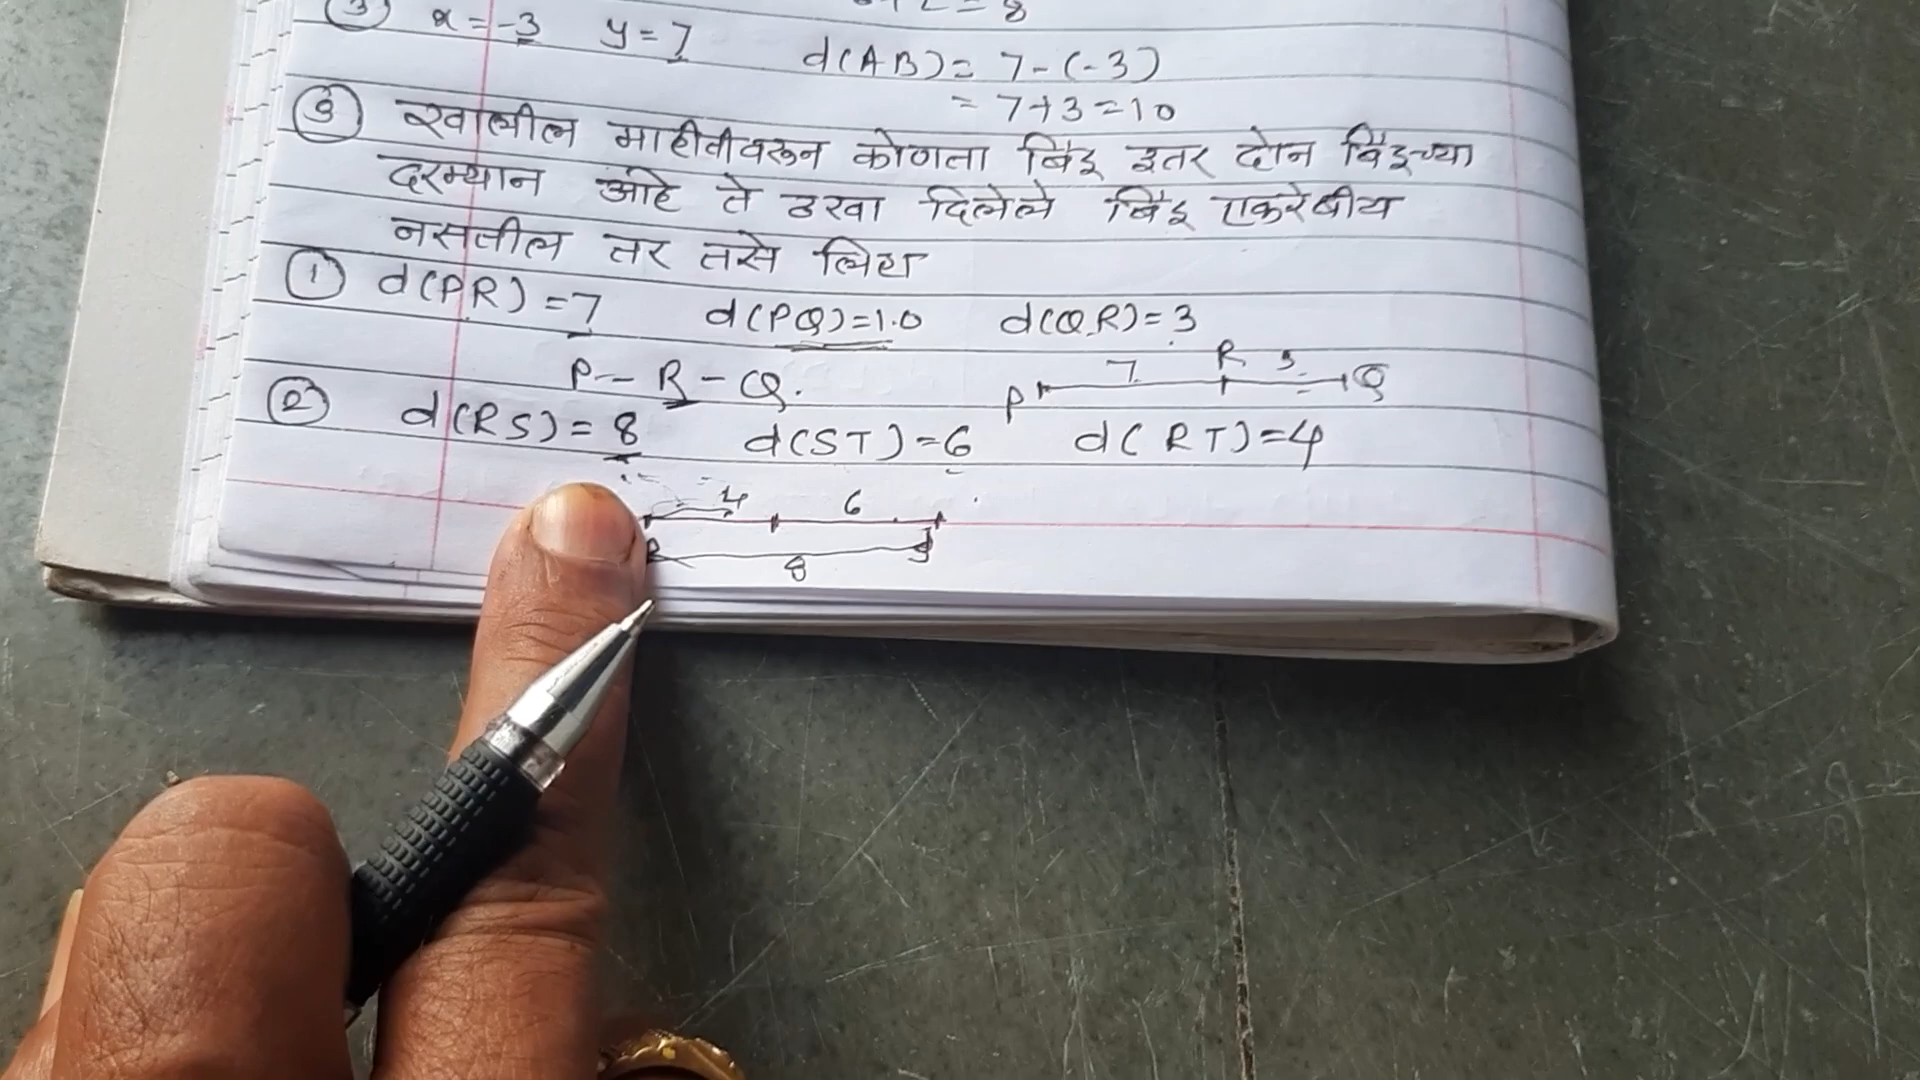 ③ x = -3 y = 7 d(AB) = 7 - (-3)
= 7+3 = 10
③ खालील माहीतीवरून कोणता बिंदू इतर दोन बिंदूच्या
दरम्यान आहे ते ठरवा दिलेले बिंदू एकरेषीय
नसतील तर तसे लिहा
① d(PR) = 7 d(PQ) = 10 d(QR) = 3
P - R - Q. P 7 R 3 Q
② d(RS) = 8 d(ST) = 6 d(RT) = 4
4 6
R 8 S